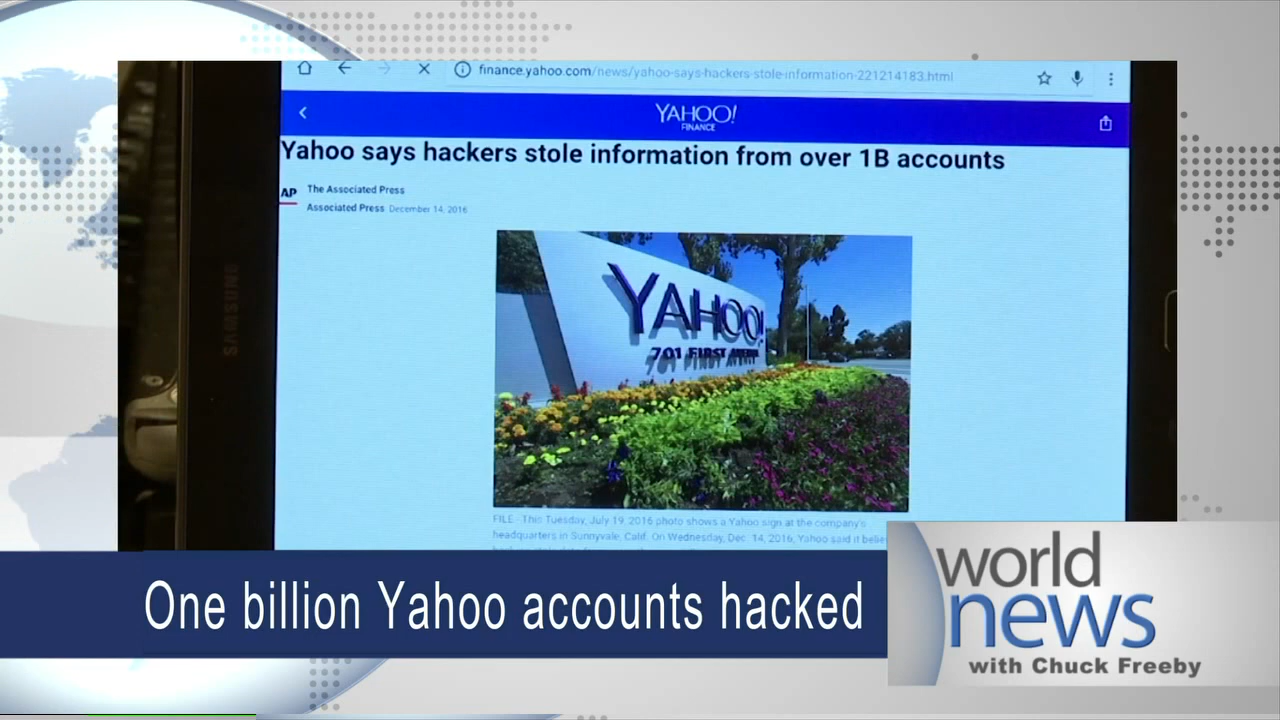 finance.yahoo.com/news/yahoo-says-hackers-stole-information-221214183.html
YAHOO!
FINANCE
Yahoo says hackers stole information from over 1B accounts
AP
The Associated Press
Associated Press December 14, 2016
SAMSUNG
YAHOO!
701 FIRST AVENUE
FILE - This Tuesday, July 19, 2016 photo shows a Yahoo sign at the company's
headquarters in Sunnyvale, Calif. On Wednesday, Dec. 14, 2016, Yahoo said it
One billion Yahoo accounts hacked
world
news
with Chuck Freeby